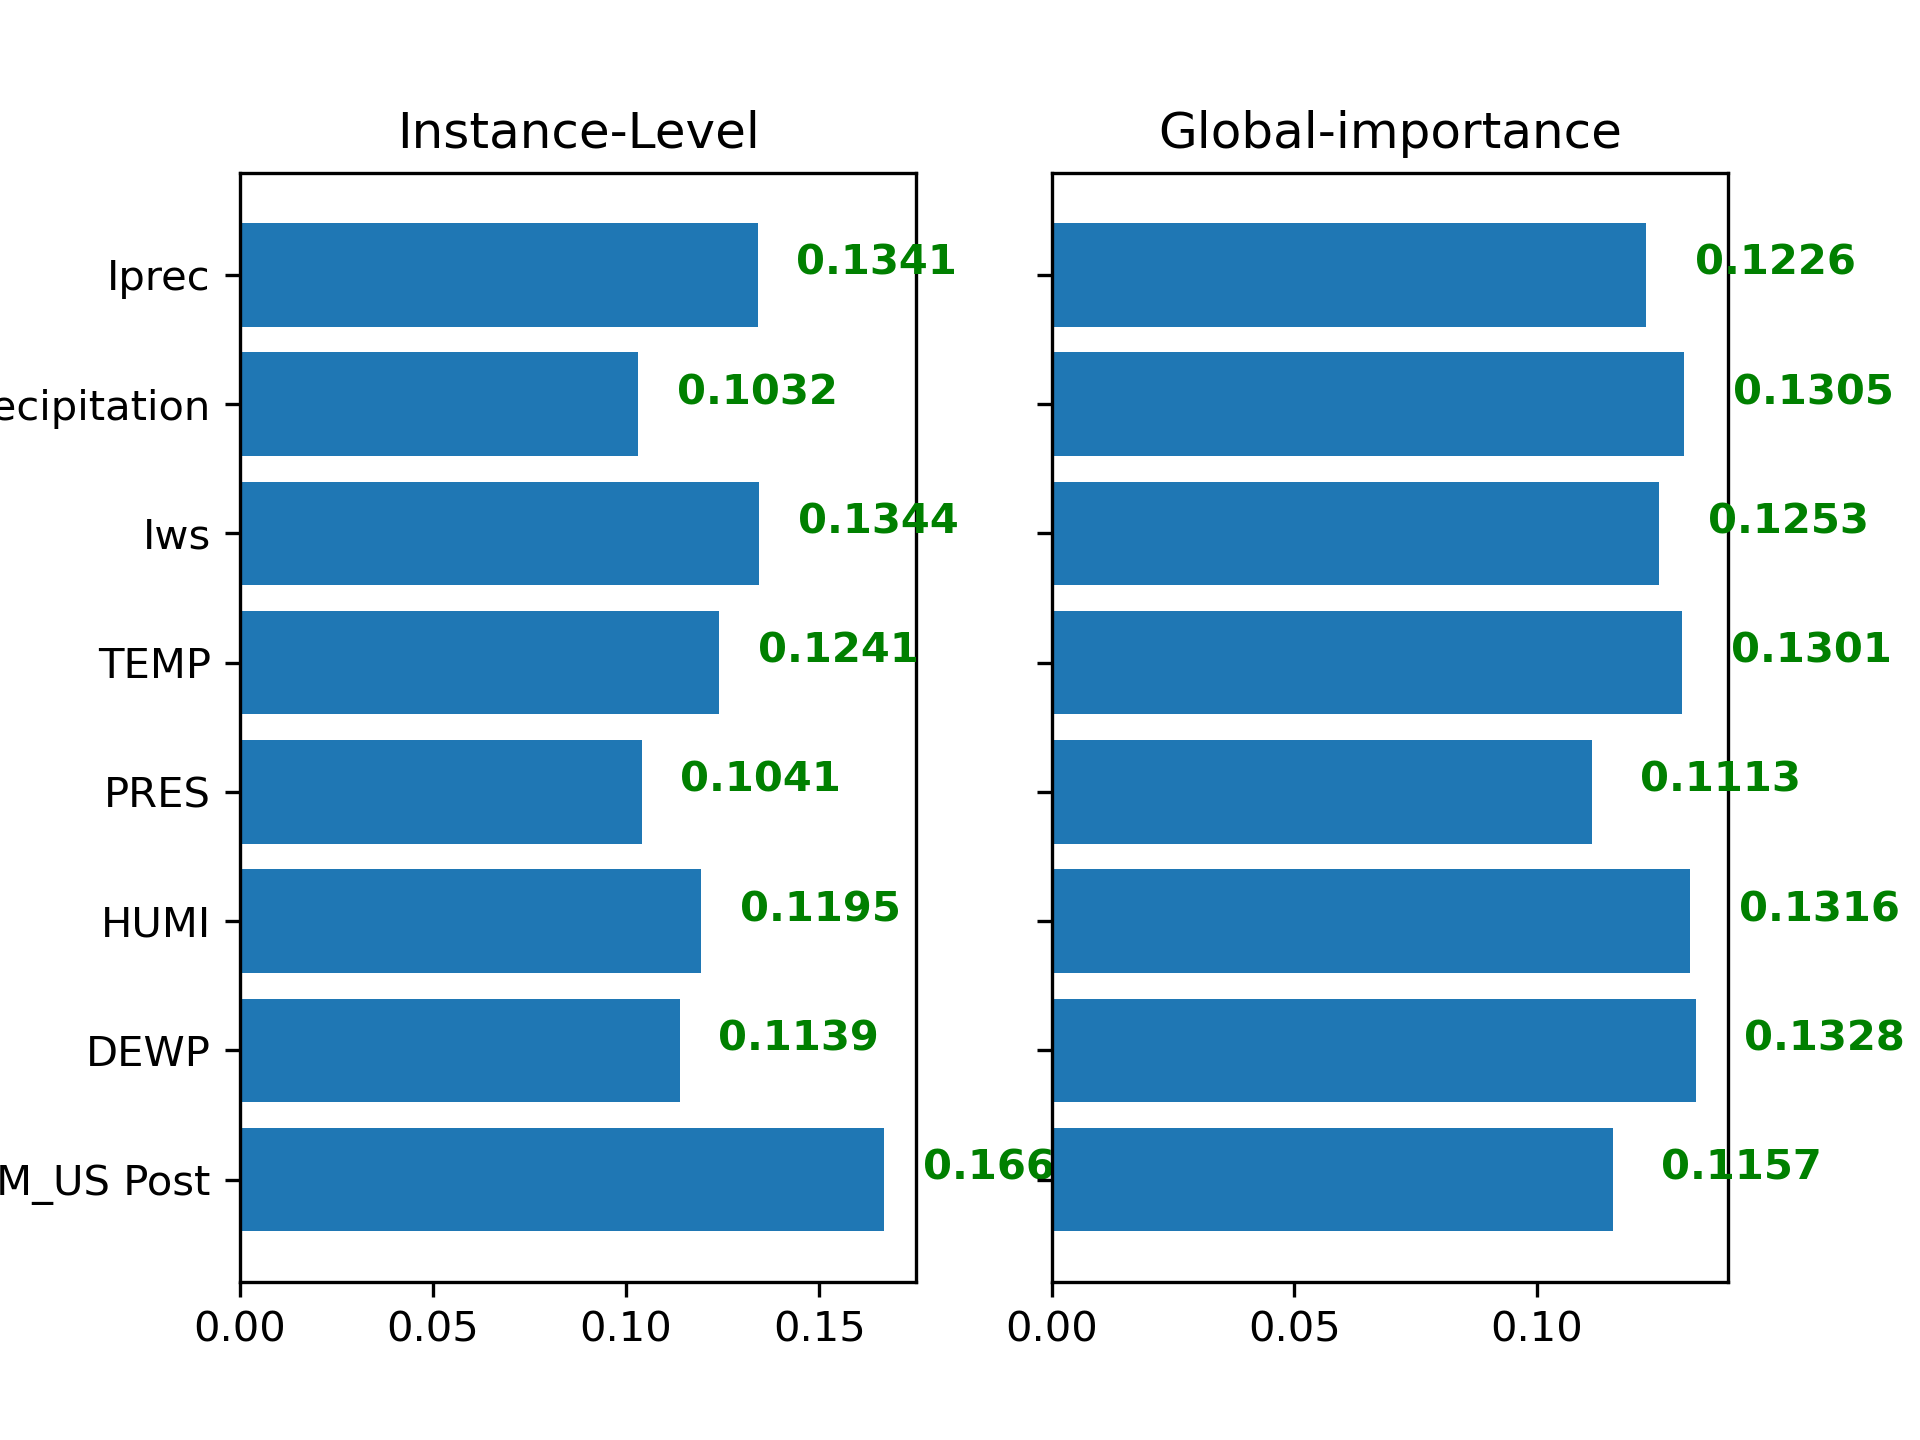 Instance-Level
Global-importance
Iprec
0.1341
0.1226
ecipitation
0.1032
0.1305
Iws
0.1344
0.1253
TEMP
0.1241
0.1301
PRES
0.1041
0.1113
HUMI
0.1195
0.1316
DEWP
0.1139
0.1328
M_US Post
0.166
0.1157
0.00 0.05 0.10 0.15
0.00 0.05 0.10